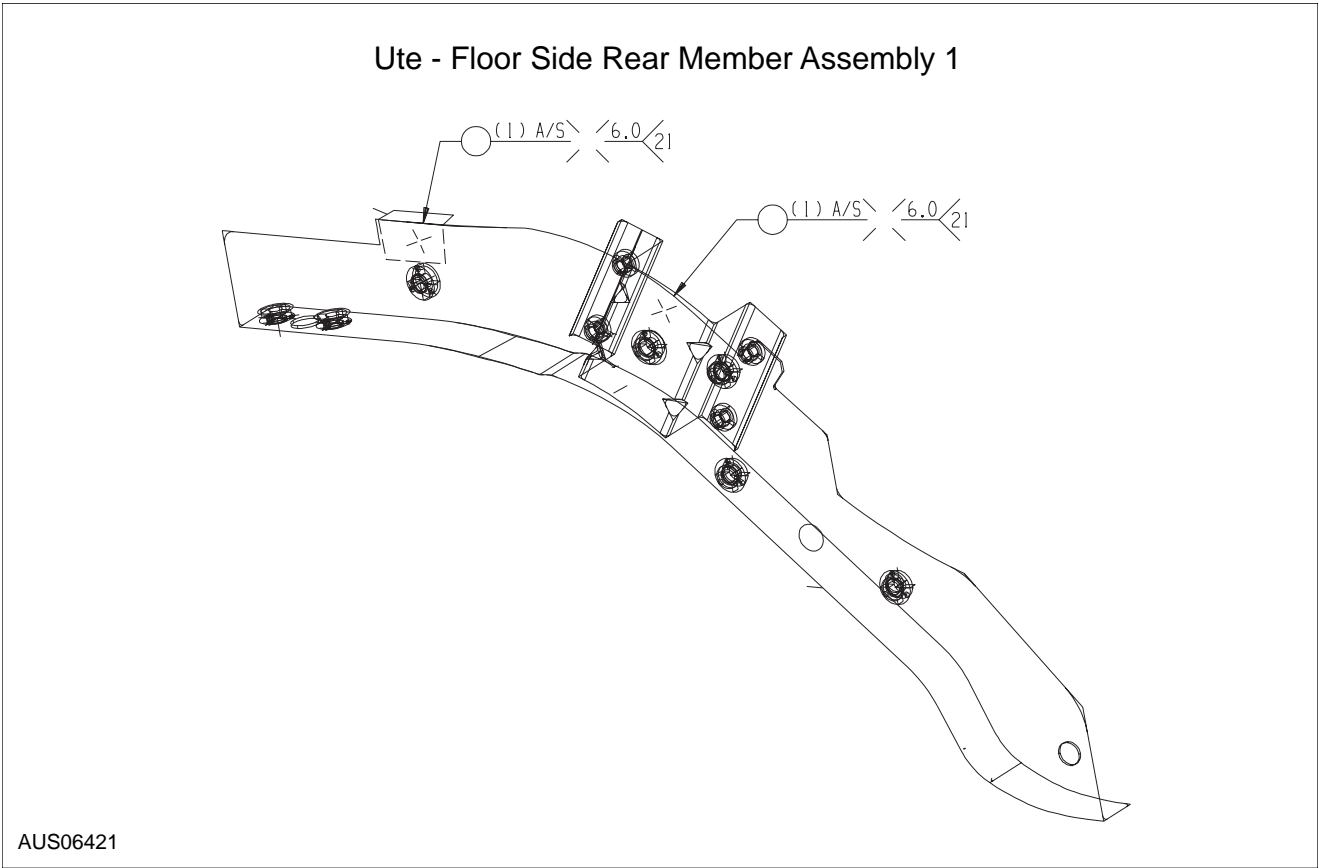 Ute - Floor Side Rear Member Assembly 1
(1) A/S 6.0 21
(1) A/S 6.0 21
AUS06421